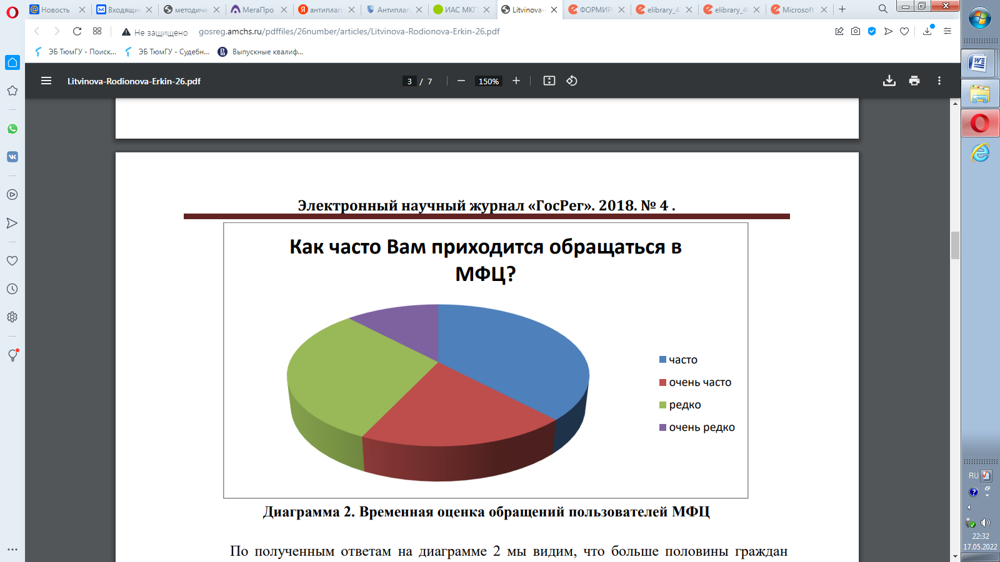 Новость
Входящие
методиче
МегаПро
антиплаги
Антиплаги
ИАС МКГ
Litvinova-
ФОРМИР
elibrary_4
elibrary_4
Microsoft
Не защищено
gosreg.amchs.ru/pdffiles/26number/articles/Litvinova-Rodionova-Erkin-26.pdf
ЭБ ТюмГУ - Поиск...
ЭБ ТюмГУ - Судебн...
Выпускные квалиф...
Litvinova-Rodionova-Erkin-26.pdf
3 / 7
150%
Электронный научный журнал «ГосРег». 2018. № 4 .
Как часто Вам приходится обращаться в
МФЦ?
часто
очень часто
редко
очень редко
Диаграмма 2. Временная оценка обращений пользователей МФЦ
По полученным ответам на диаграмме 2 мы видим, что больше половины граждан
RU
22:32
17.05.2022